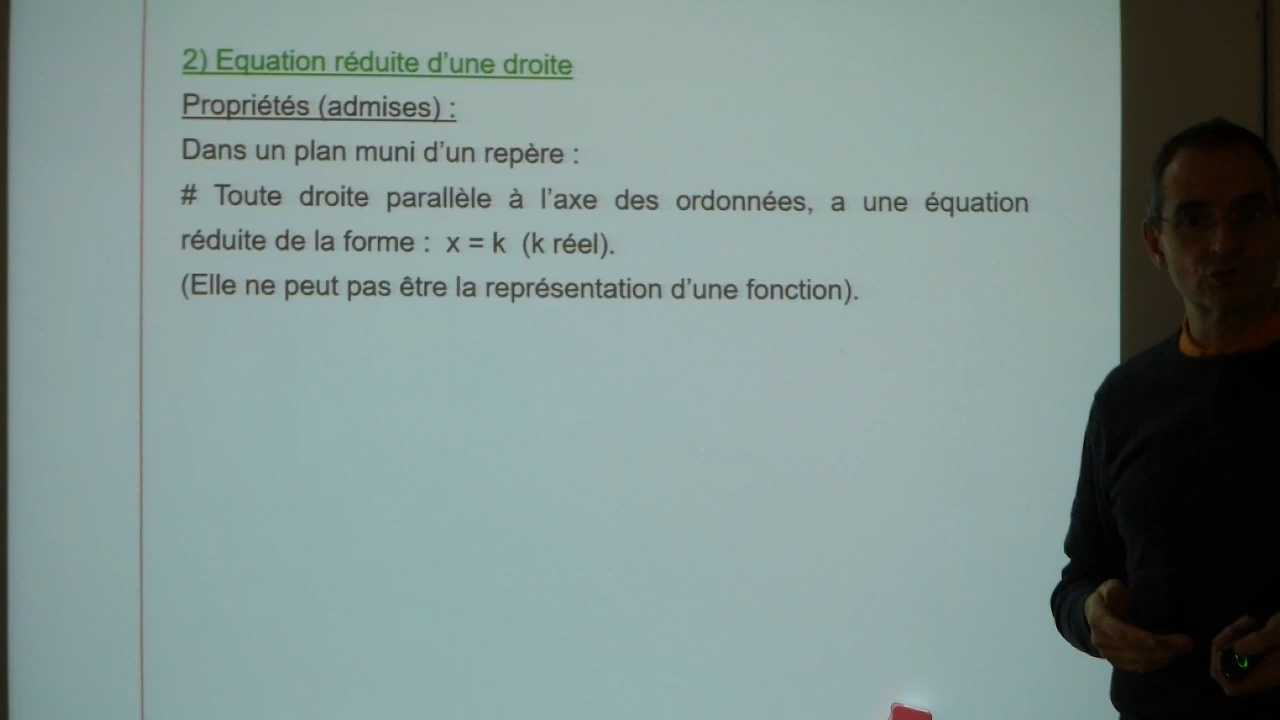 2) Equation réduite d'une droite
Propriétés (admises) :
Dans un plan muni d'un repère :
# Toute droite parallèle à l'axe des ordonnées, a une équation
réduite de la forme : x = k (k réel).
(Elle ne peut pas être la représentation d'une fonction).